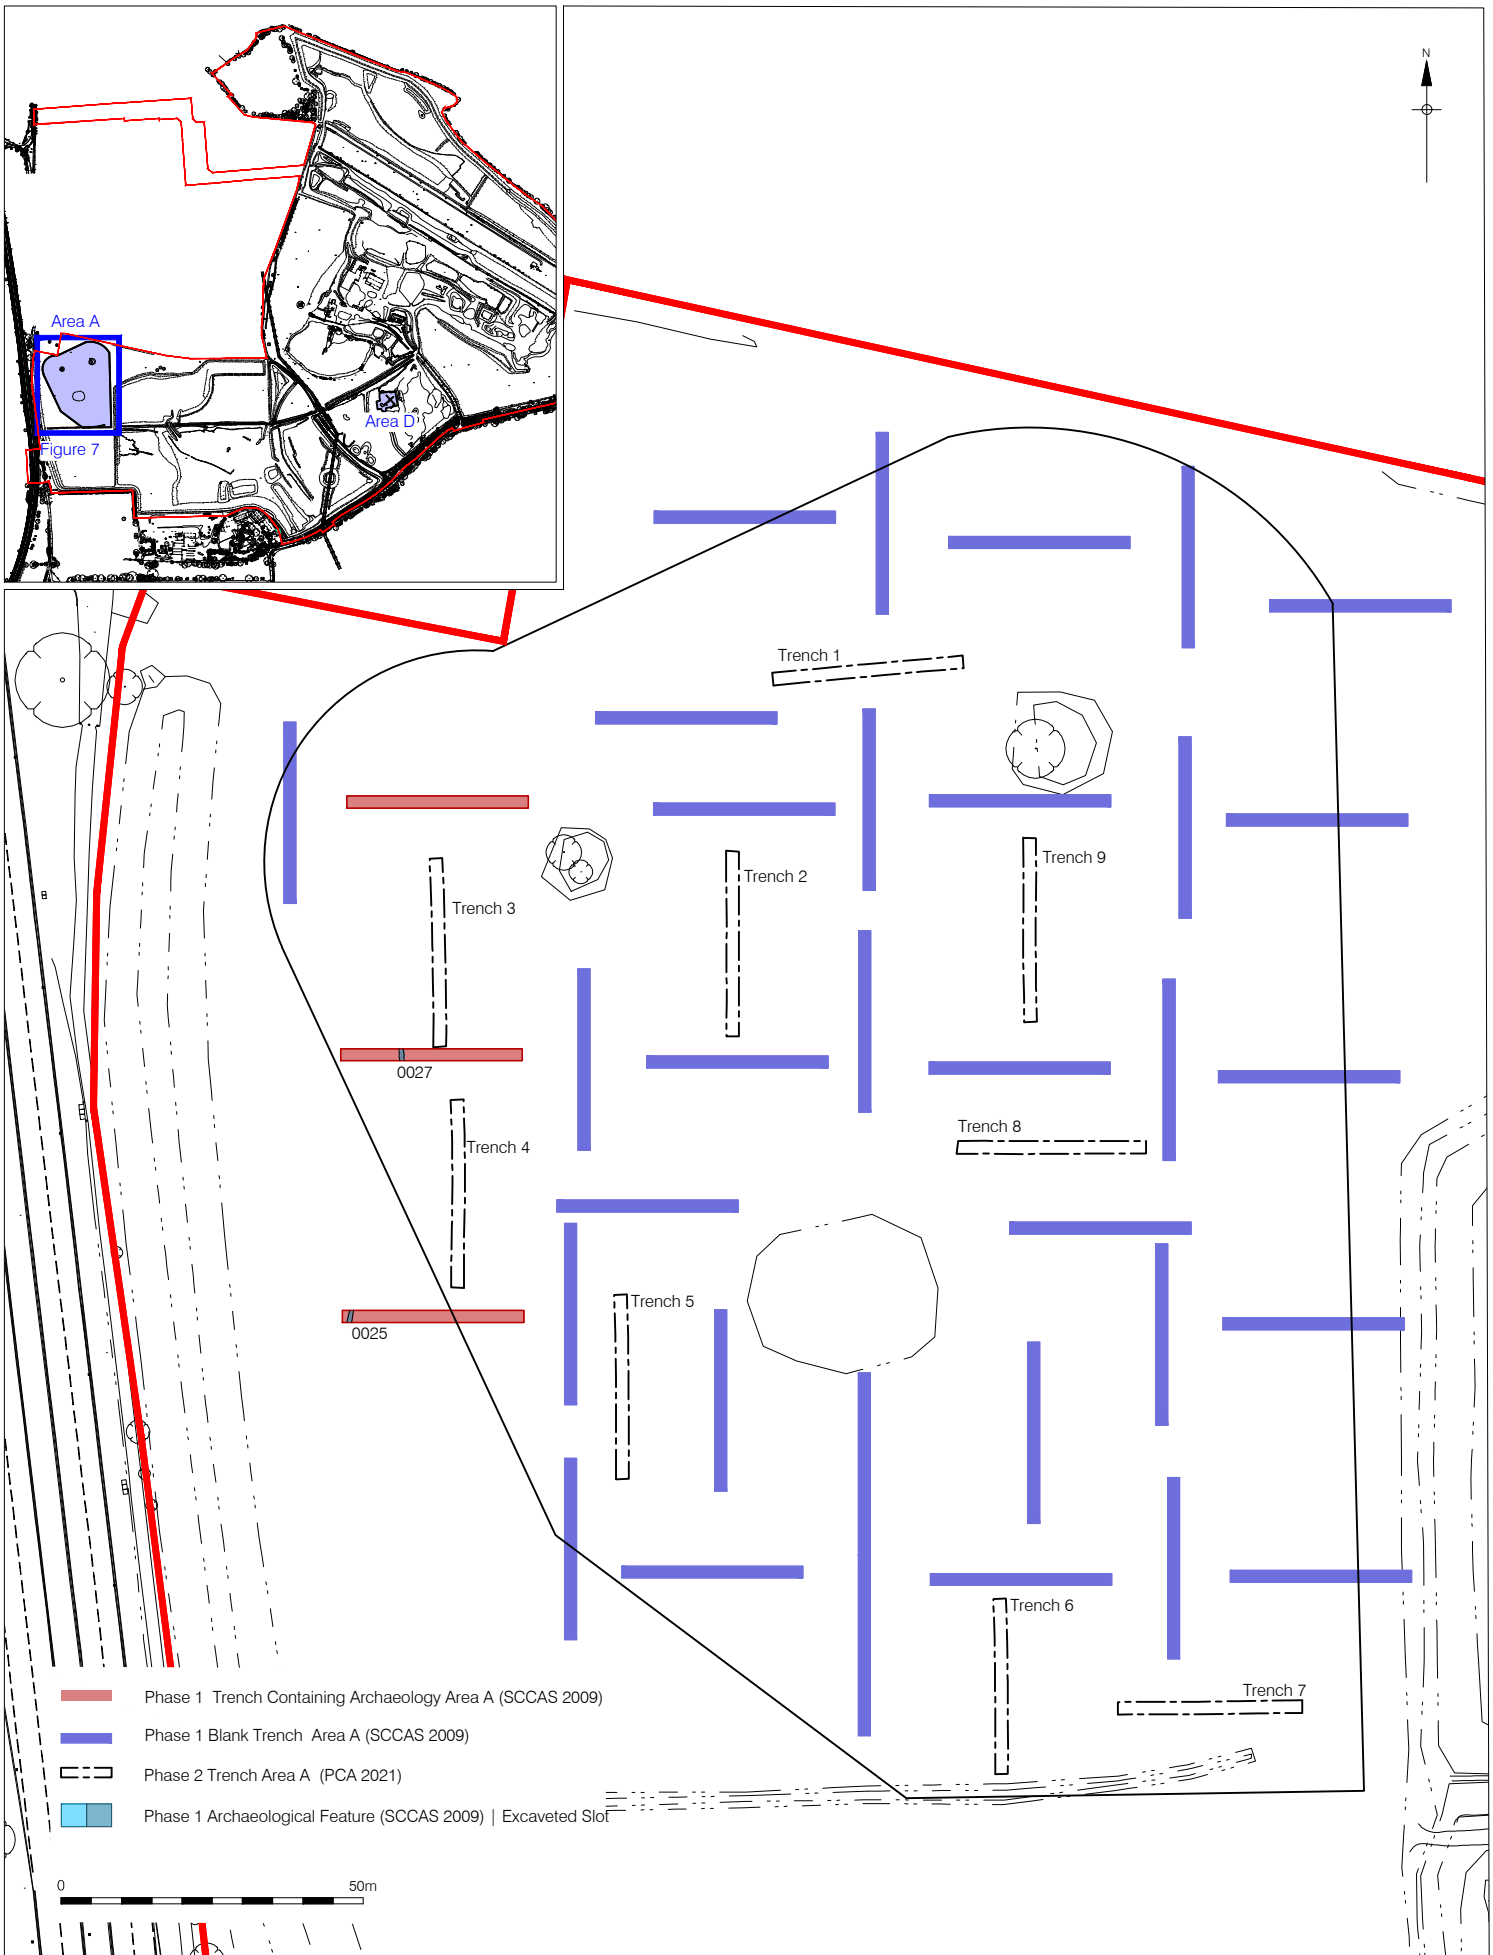 N
Area A
Area D
Figure 7
Trench 1
Trench 9
Trench 2
Trench 3
0027
Trench 8
Trench 4
Trench 5
0025
Trench 6
Trench 7
Phase 1 Trench Containing Archaeology Area A (SCCAS 2009)
Phase 1 Blank Trench Area A (SCCAS 2009)
Phase 2 Trench Area A (PCA 2021)
Phase 1 Archaeological Feature (SCCAS 2009) | Excaveted Slot
0 50m